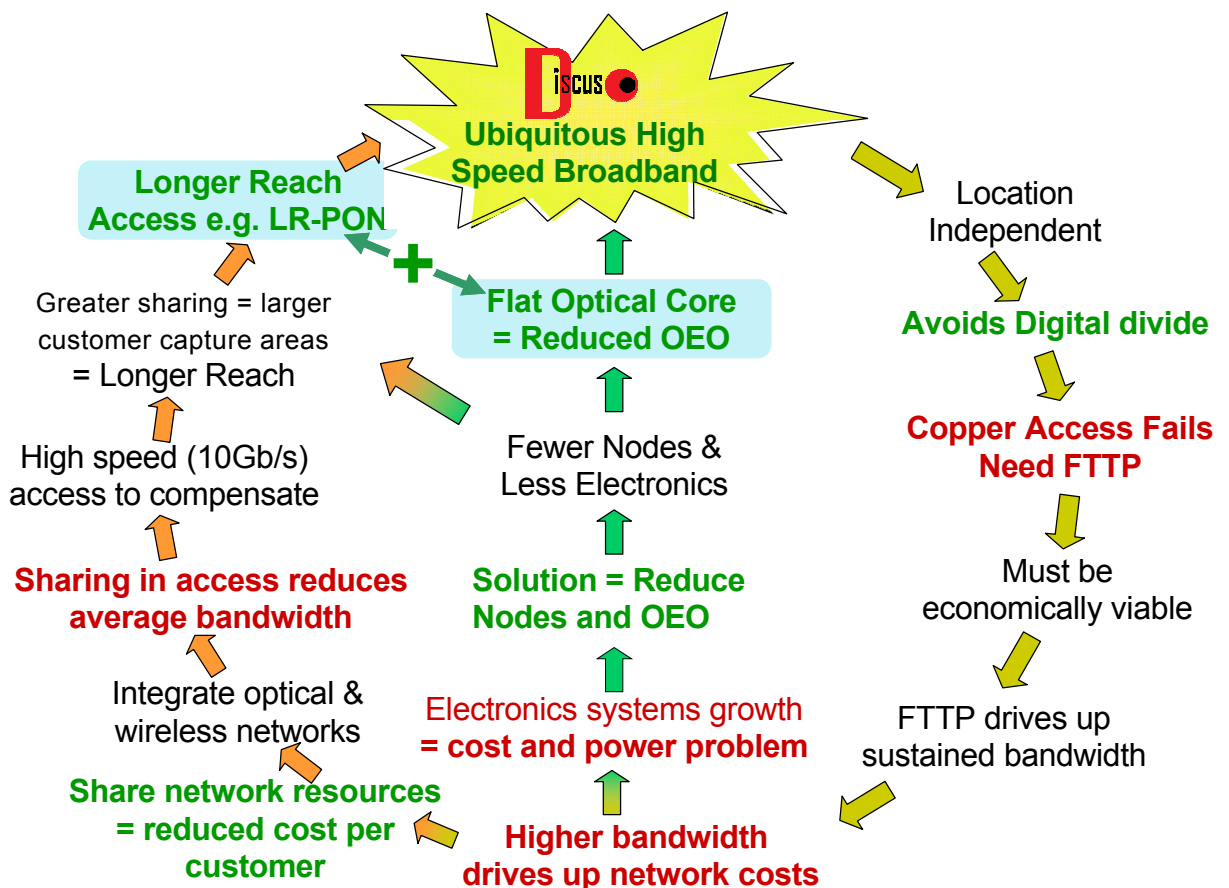 Discus
Ubiquitous High
Speed Broadband
Location
Independent
Avoids Digital divide
Copper Access Fails
Need FTTP
Must be
economically viable
FTTP drives up
sustained bandwidth
Higher bandwidth
drives up network costs
Electronics systems growth
= cost and power problem
Solution = Reduce
Nodes and OEO
Fewer Nodes &
Less Electronics
Flat Optical Core
= Reduced OEO
+
Share network resources
= reduced cost per
customer
Integrate optical &
wireless networks
Sharing in access reduces
average bandwidth
High speed (10Gb/s)
access to compensate
Greater sharing = larger
customer capture areas
= Longer Reach
Longer Reach
Access e.g. LR-PON